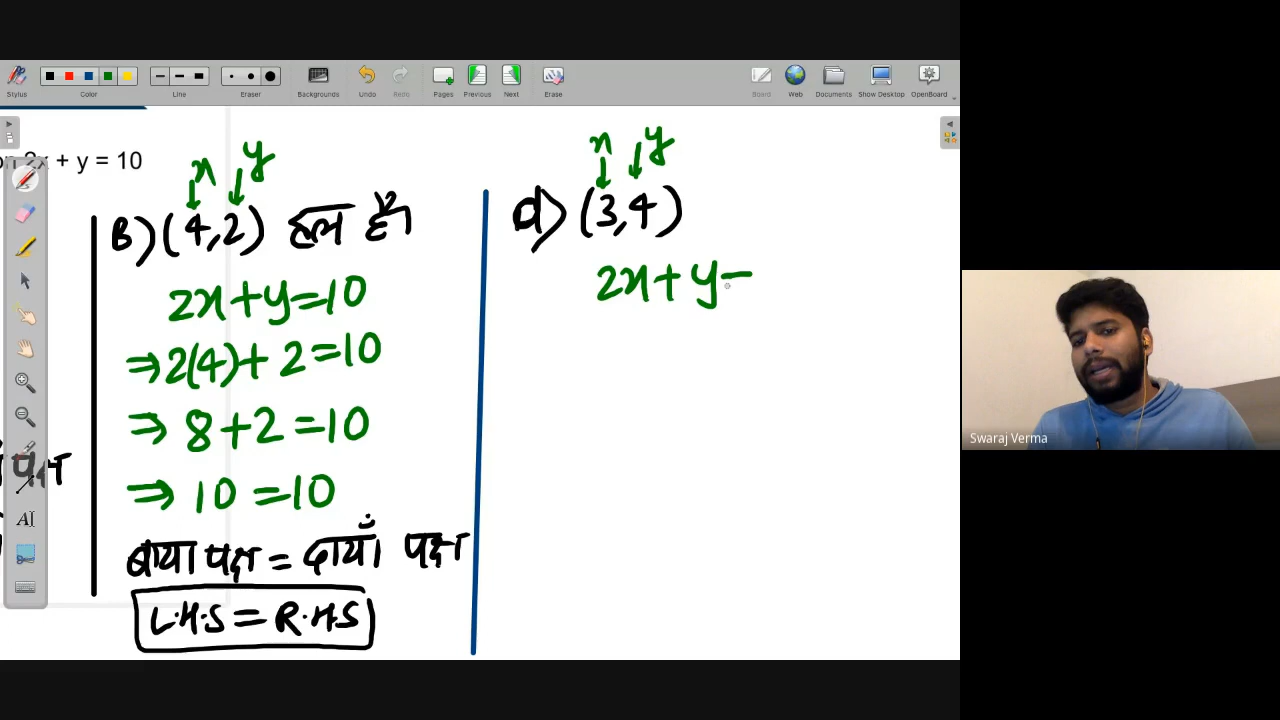 Stylus Color Line Eraser Backgrounds Undo Redo Pages Previous Next Erase Board Web Documents Show Desktop OpenBoard
on 2x + y = 10
x y
B) (4,2) हल है
2x+y=10
⇒2(4)+2=10
⇒ 8+2=10
⇒ 10=10
बाया पक्ष = दायाँ पक्ष
L.H.S = R.H.S
x y
d) (3,4)
2x+y-
Swaraj Verma